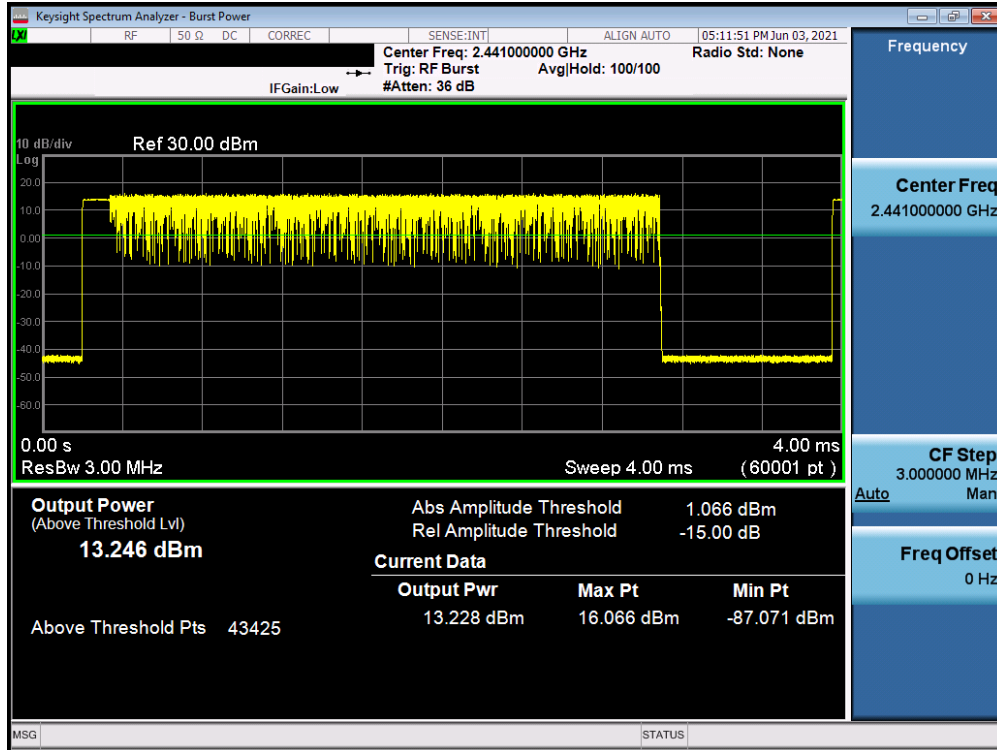 Keysight Spectrum Analyzer - Burst Power
LXI RF 50 Ω DC CORREC SENSE:INT ALIGN AUTO 05:11:51 PM Jun 03, 2021
Center Freq: 2.441000000 GHz Radio Std: None
Trig: RF Burst Avg|Hold: 100/100
IFGain:Low #Atten: 36 dB
Frequency
10 dB/div Ref 30.00 dBm
Log
20.0
10.0
0.00
-10.0
-20.0
-30.0
-40.0
-50.0
-60.0
0.00 s 4.00 ms
ResBw 3.00 MHz Sweep 4.00 ms (60001 pt )
Center Freq
2.441000000 GHz
CF Step
3.000000 MHz
Auto Man
Freq Offset
0 Hz
Output Power
(Above Threshold Lvl)
13.246 dBm
Above Threshold Pts 43425
Abs Amplitude Threshold 1.066 dBm
Rel Amplitude Threshold -15.00 dB
Current Data
Output Pwr Max Pt Min Pt
13.228 dBm 16.066 dBm -87.071 dBm
MSG STATUS